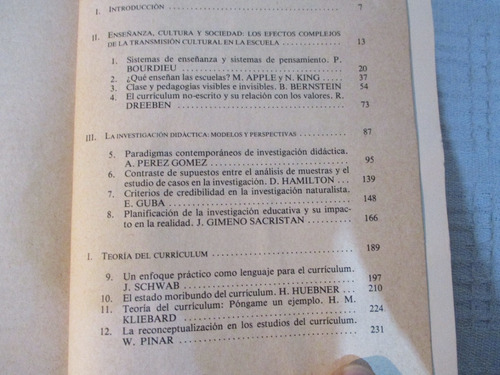 I. INTRODUCCIÓN ..... 7
II. ENSEÑANZA, CULTURA Y SOCIEDAD. LOS EFECTOS COMPLEJOS
DE LA TRANSMISIÓN CULTURAL EN LA ESCUELA ..... 13
1. Sistemas de enseñanza y sistemas de pensamiento. P.
BOURDIEU ..... 20
2. ¿Qué enseñan las escuelas? M. APPLE y N. KING ..... 37
3. Clase y pedagogías visibles e invisibles. B. BERNSTEIN ..... 54
4. El curriculum no-escrito y su relación con los valores. R.
DREEBEN ..... 73
III. LA INVESTIGACIÓN DIDÁCTICA: MODELOS Y PERSPECTIVAS ..... 87
5. Paradigmas contemporáneos de investigación didáctica.
A. PEREZ GOMEZ ..... 95
6. Contraste de supuestos entre el análisis de muestras y el
estudio de casos en la investigación. D. HAMILTON ..... 139
7. Criterios de credibilidad en la investigación naturalista.
E. GUBA ..... 148
8. Planificación de la investigación educativa y su impac-
to en la realidad. J. GIMENO SACRISTAN ..... 166
I. TEORÍA DEL CURRÍCULUM ..... 189
9. Un enfoque práctico como lenguaje para el curriculum.
J. SCHWAB ..... 197
10. El estado moribundo del curriculum. H. HUEBNER ..... 210
11. Teoría del curriculum: Póngame un ejemplo. H. M.
KLIEBARD ..... 224
12. La reconceptualización en los estudios del curriculum.
W. PINAR ..... 231